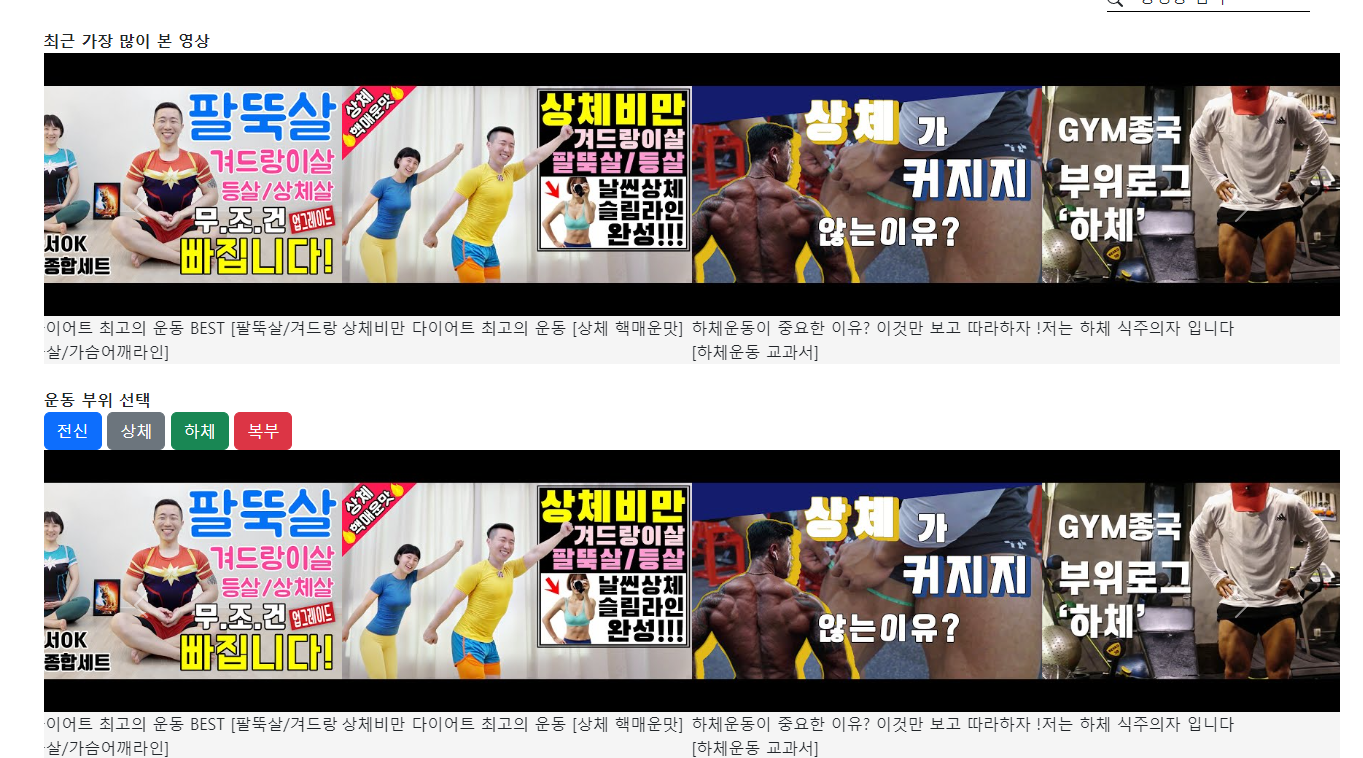 최근 가장 많이 본 영상
팔뚝살
겨드랑이살
등살/상체살
무.조.건 업그레이드
빠집니다!
서OK
종합세트
상체
핵매운맛
상체비만
겨드랑이살
팔뚝살/등살
날씬상체
슬림라인
완성!!!
상체가
커지지
않는이유?
GYM종국
부위로그
‘하체’
이어트 최고의 운동 BEST [팔뚝살/겨드랑
살/가슴어깨라인]
상체비만 다이어트 최고의 운동 [상체 핵매운맛]
하체운동이 중요한 이유? 이것만 보고 따라하자 !
[하체운동 교과서]
저는 하체 식주의자 입니다
운동 부위 선택
전신 상체 하체 복부
팔뚝살
겨드랑이살
등살/상체살
무.조.건 업그레이드
빠집니다!
서OK
종합세트
상체
핵매운맛
상체비만
겨드랑이살
팔뚝살/등살
날씬상체
슬림라인
완성!!!
상체가
커지지
않는이유?
GYM종국
부위로그
‘하체’
이어트 최고의 운동 BEST [팔뚝살/겨드랑
살/가슴어깨라인]
상체비만 다이어트 최고의 운동 [상체 핵매운맛]
하체운동이 중요한 이유? 이것만 보고 따라하자 !
[하체운동 교과서]
저는 하체 식주의자 입니다